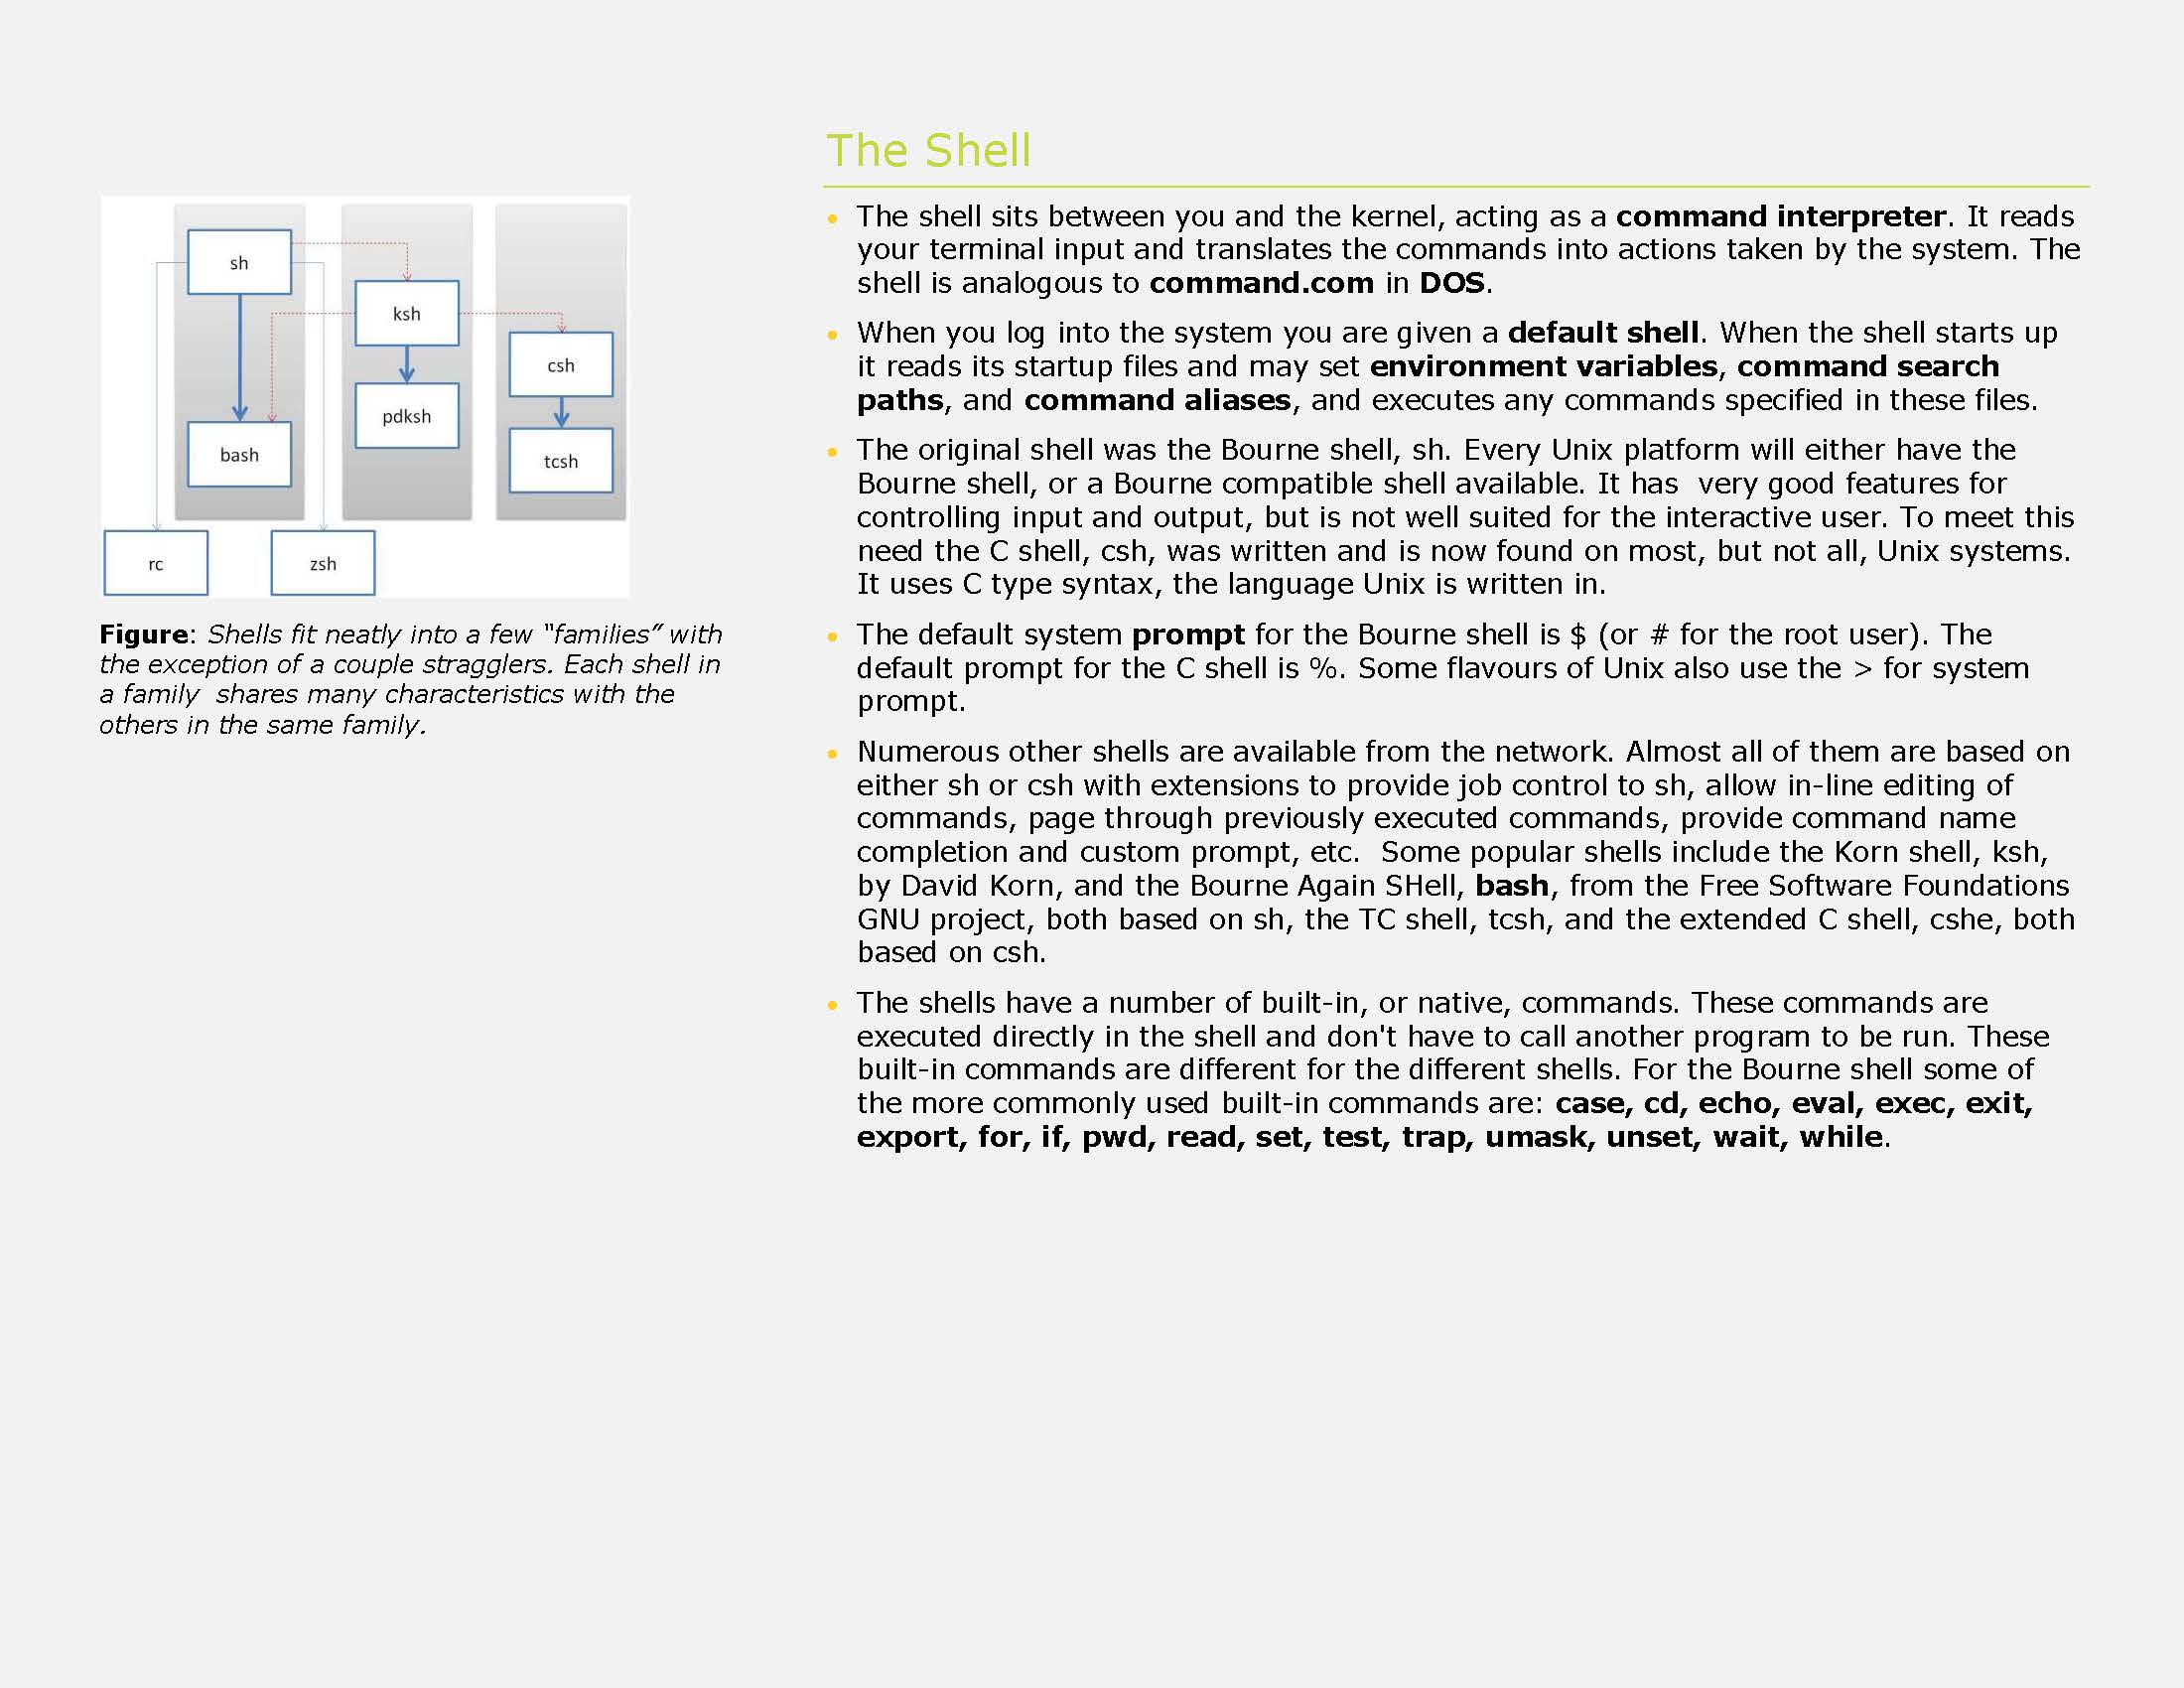 The Shell
sh
ksh
csh
pdksh
bash
tcsh
rc
zsh
Figure: Shells fit neatly into a few “families” with
the exception of a couple stragglers. Each shell in
a family  shares many characteristics with the
others in the same family.
• The shell sits between you and the kernel, acting as a command interpreter. It reads
your terminal input and translates the commands into actions taken by the system. The
shell is analogous to command.com in DOS.
• When you log into the system you are given a default shell. When the shell starts up
it reads its startup files and may set environment variables, command search
paths, and command aliases, and executes any commands specified in these files.
• The original shell was the Bourne shell, sh. Every Unix platform will either have the
Bourne shell, or a Bourne compatible shell available. It has  very good features for
controlling input and output, but is not well suited for the interactive user. To meet this
need the C shell, csh, was written and is now found on most, but not all, Unix systems.
It uses C type syntax, the language Unix is written in.
• The default system prompt for the Bourne shell is $ (or # for the root user). The
default prompt for the C shell is %. Some flavours of Unix also use the > for system
prompt.
• Numerous other shells are available from the network. Almost all of them are based on
either sh or csh with extensions to provide job control to sh, allow in-line editing of
commands, page through previously executed commands, provide command name
completion and custom prompt, etc.  Some popular shells include the Korn shell, ksh,
by David Korn, and the Bourne Again SHell, bash, from the Free Software Foundations
GNU project, both based on sh, the TC shell, tcsh, and the extended C shell, cshe, both
based on csh.
• The shells have a number of built-in, or native, commands. These commands are
executed directly in the shell and don't have to call another program to be run. These
built-in commands are different for the different shells. For the Bourne shell some of
the more commonly used built-in commands are: case, cd, echo, eval, exec, exit,
export, for, if, pwd, read, set, test, trap, umask, unset, wait, while.